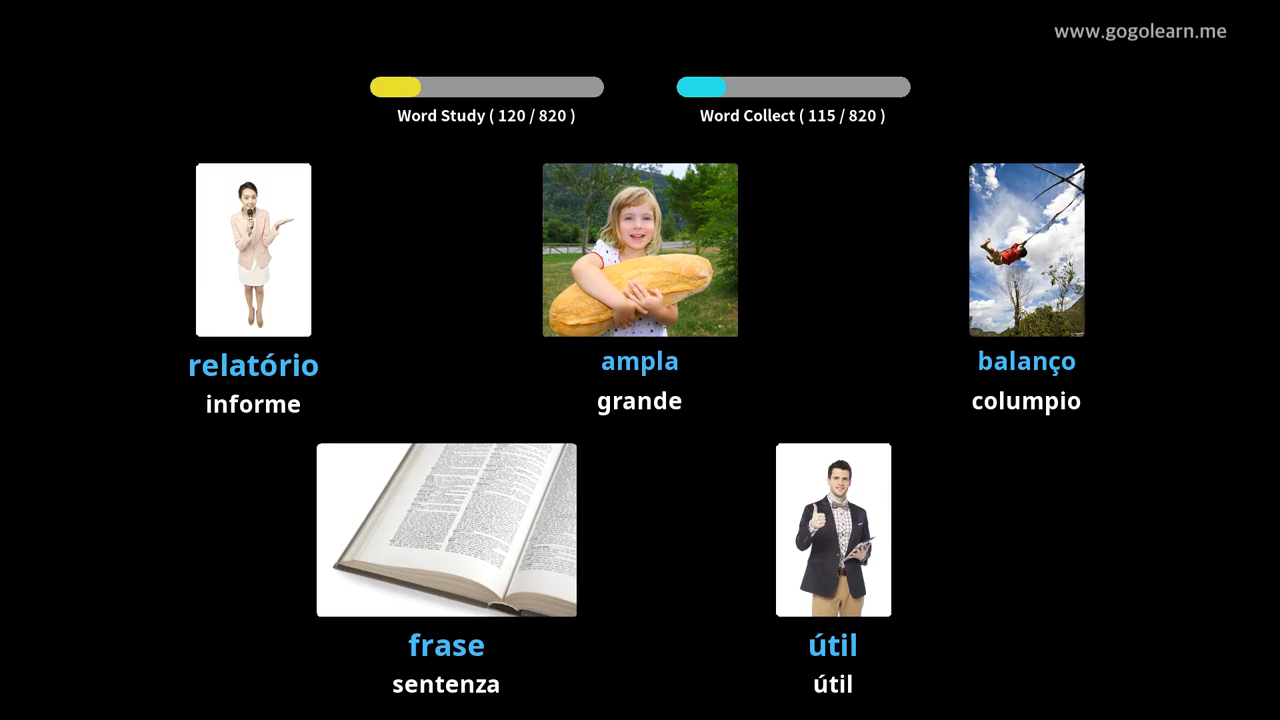 www.gogolearn.me
Word Study ( 120 / 820 )
Word Collect ( 115 / 820 )
relatório
informe
ampla
grande
balanço
columpio
frase
sentenza
útil
útil